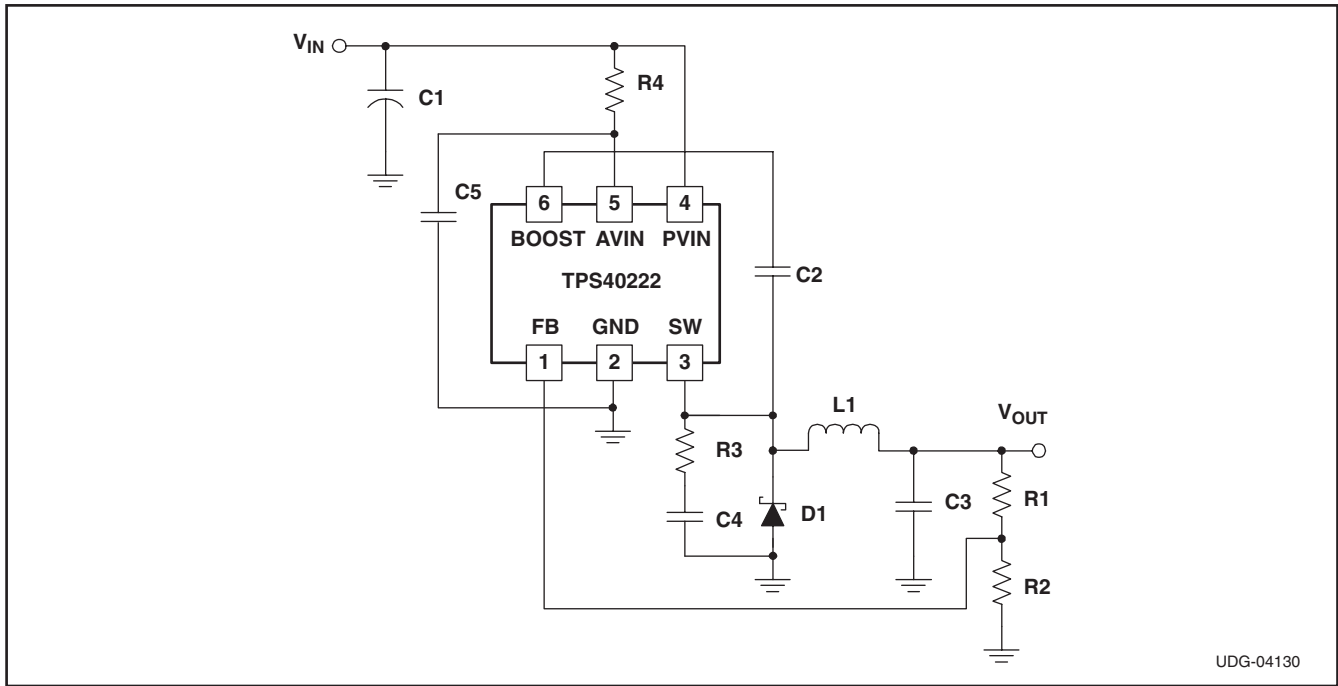 VIN
R4
C1
C5
6 5 4
BOOST AVIN PVIN
C2
TPS40222
FB GND SW
1 2 3
L1
VOUT
R3
R1
C3
C4
D1
R2
UDG-04130